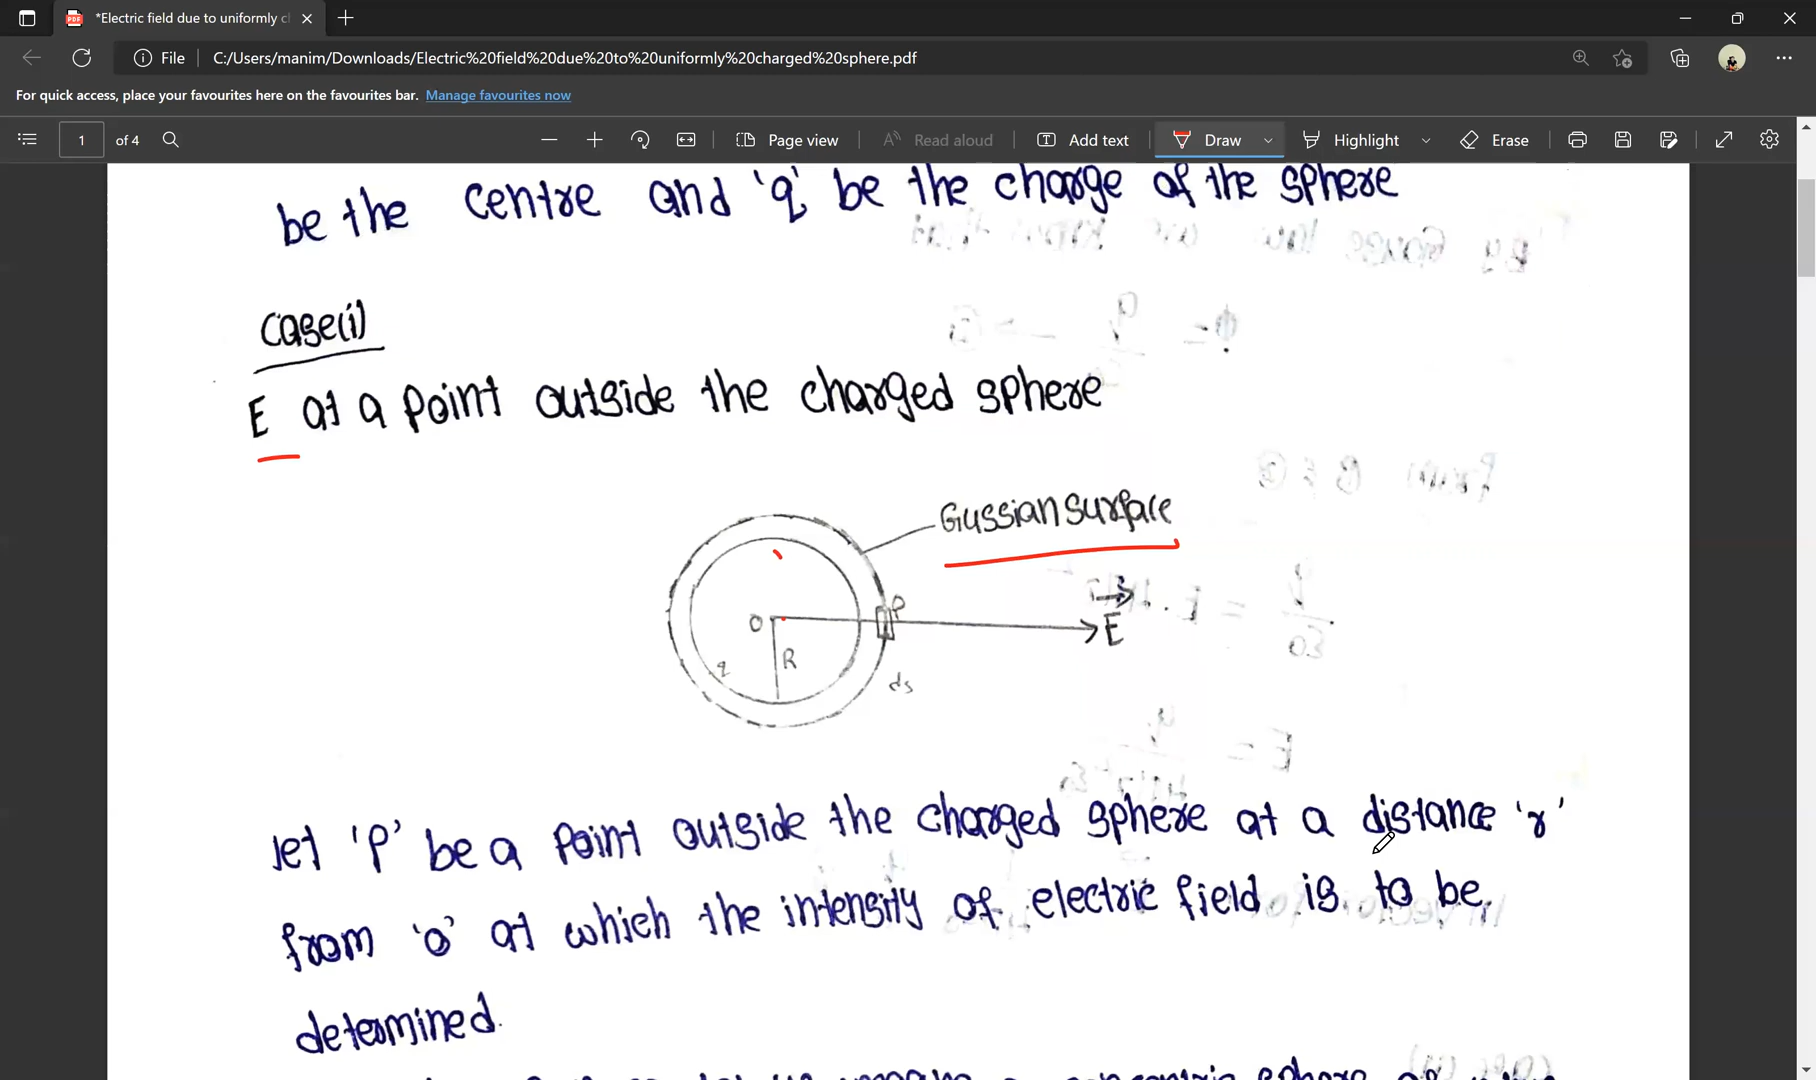 *Electric field due to uniformly cl
File C:/Users/manim/Downloads/Electric%20field%20due%20to%20uniformly%20charged%20sphere.pdf
For quick access, place your favourites here on the favourites bar. Manage favourites now
1 of 4 Page view Read aloud Add text Draw Highlight Erase
be the centre and 'q' be the charge of the sphere
Case(i)
E at a point outside the charged sphere
Gussian surface
P
O
E
R
q
ds
let 'P' be a point outside the charged sphere at a distance 'r'
from 'o' at which the intensity of electric field is to be
determined.